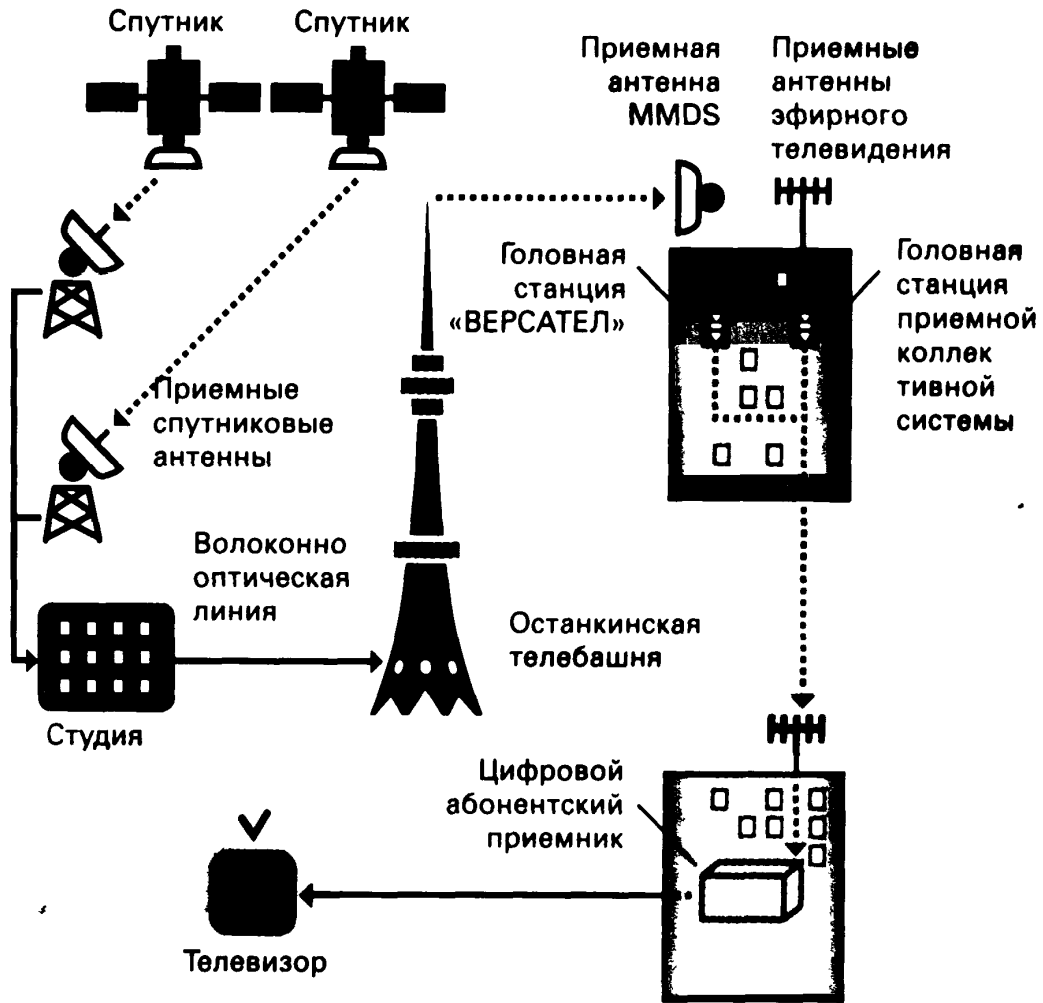 Спутник
Спутник
Приемная
антенна
MMDS
Приемные
антенны
эфирного
телевидения
Головная
станция
«ВЕРСАТЕЛ»
Головная
станция
приемной
коллек
тивной
системы
Приемные
спутниковые
антенны
Волоконно
оптическая
линия
Останкинская
телебашня
Студия
Цифровой
абонентский
приемник
Телевизор